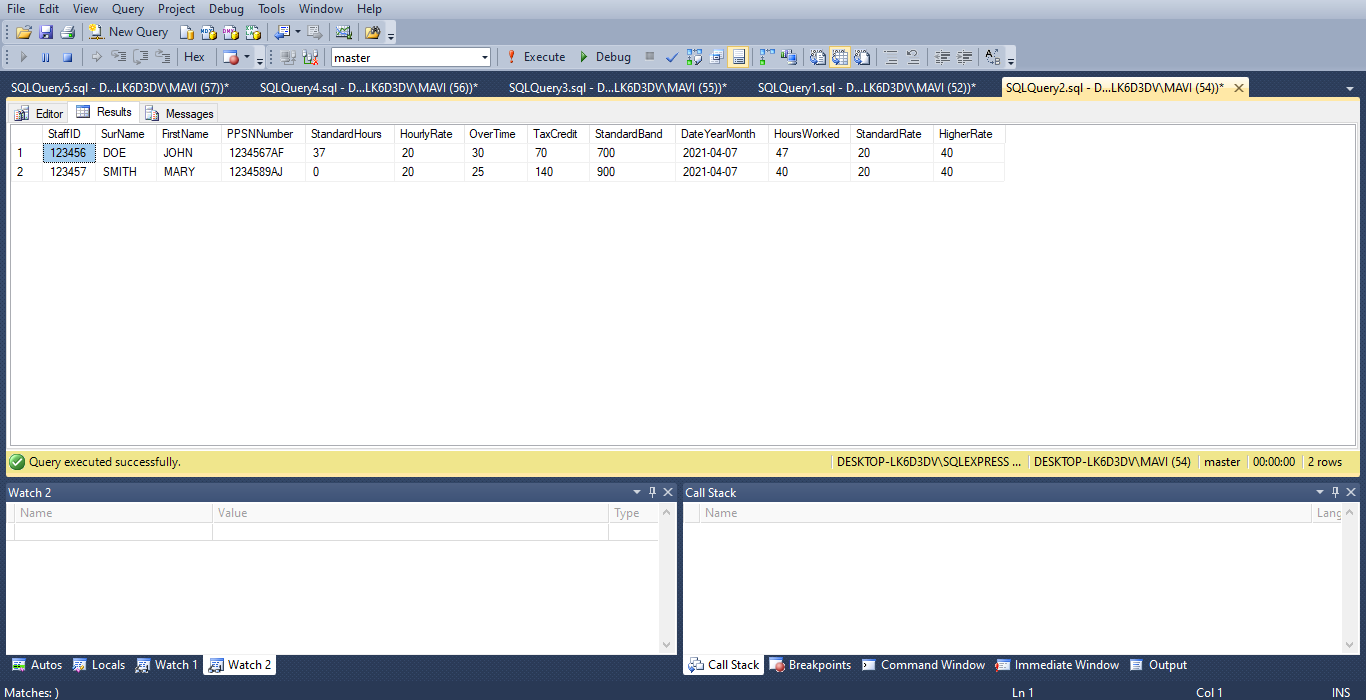 File Edit View Query Project Debug Tools Window Help
New Query
Hex master Execute Debug
SQLQuery5.sql - D...LK6D3DV\MAVI (57))* SQLQuery4.sql - D...LK6D3DV\MAVI (56))* SQLQuery3.sql - D...LK6D3DV\MAVI (55))* SQLQuery1.sql - D...LK6D3DV\MAVI (52))* SQLQuery2.sql - D...LK6D3DV\MAVI (54))*
Editor Results Messages
StaffID SurName FirstName PPSNNumber StandardHours HourlyRate OverTime TaxCredit StandardBand DateYearMonth HoursWorked StandardRate HigherRate
1 123456 DOE JOHN 1234567AF 37 20 30 70 700 2021-04-07 47 20 40
2 123457 SMITH MARY 1234589AJ 0 20 25 140 900 2021-04-07 40 20 40
Query executed successfully. DESKTOP-LK6D3DV\SQLEXPRESS ... DESKTOP-LK6D3DV\MAVI (54) master 00:00:00 2 rows
Watch 2 Call Stack
Name Value Type Name Lang
Autos Locals Watch 1 Watch 2 Call Stack Breakpoints Command Window Immediate Window Output
Matches: ) Ln 1 Col 1 INS